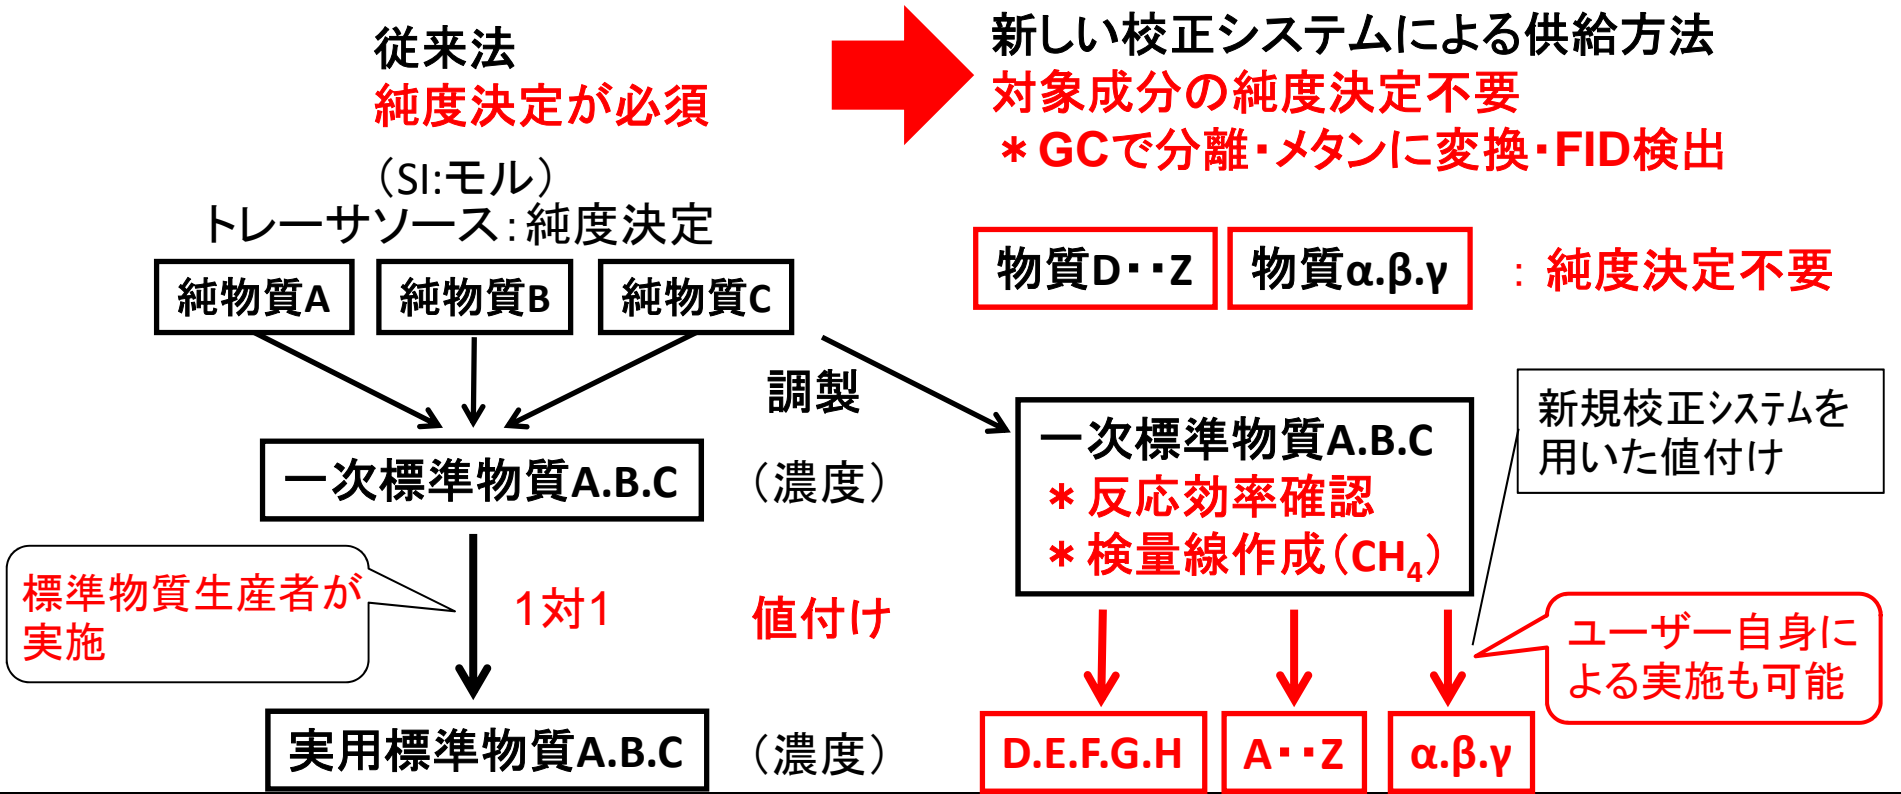 従来法
純度決定が必須
(SI:モル)
トレーサソース:純度決定
純物質A
純物質B
純物質C
調製
一次標準物質A.B.C
(濃度)
標準物質生産者が
実施
1対1
値付け
実用標準物質A.B.C
(濃度)
新しい校正システムによる供給方法
対象成分の純度決定不要
＊GCで分離・メタンに変換・FID検出
物質D・・Z
物質α.β.γ
: 純度決定不要
新規校正システムを
用いた値付け
一次標準物質A.B.C
＊反応効率確認
＊検量線作成(CH₄)
ユーザー自身に
よる実施も可能
D.E.F.G.H
A・・Z
α.β.γ